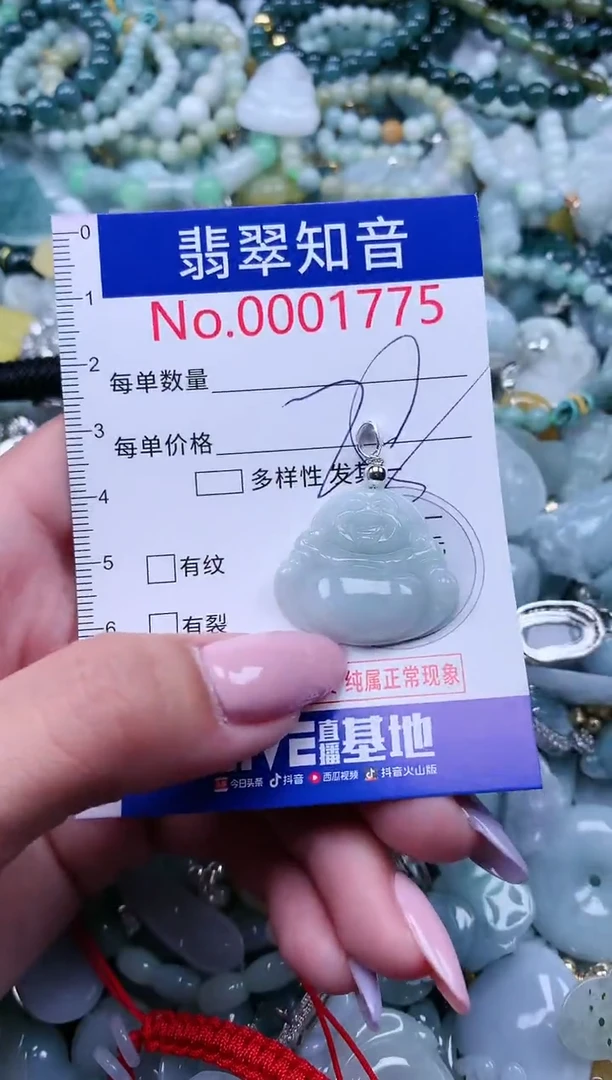 翡翠知音
No.0001775
0
1
2
3
4
5
6
每单数量
每单价格
多样性 发货
有纹
有裂
纯属正常现象
直播基地
今日头条 抖音 西瓜视频 抖音火山版